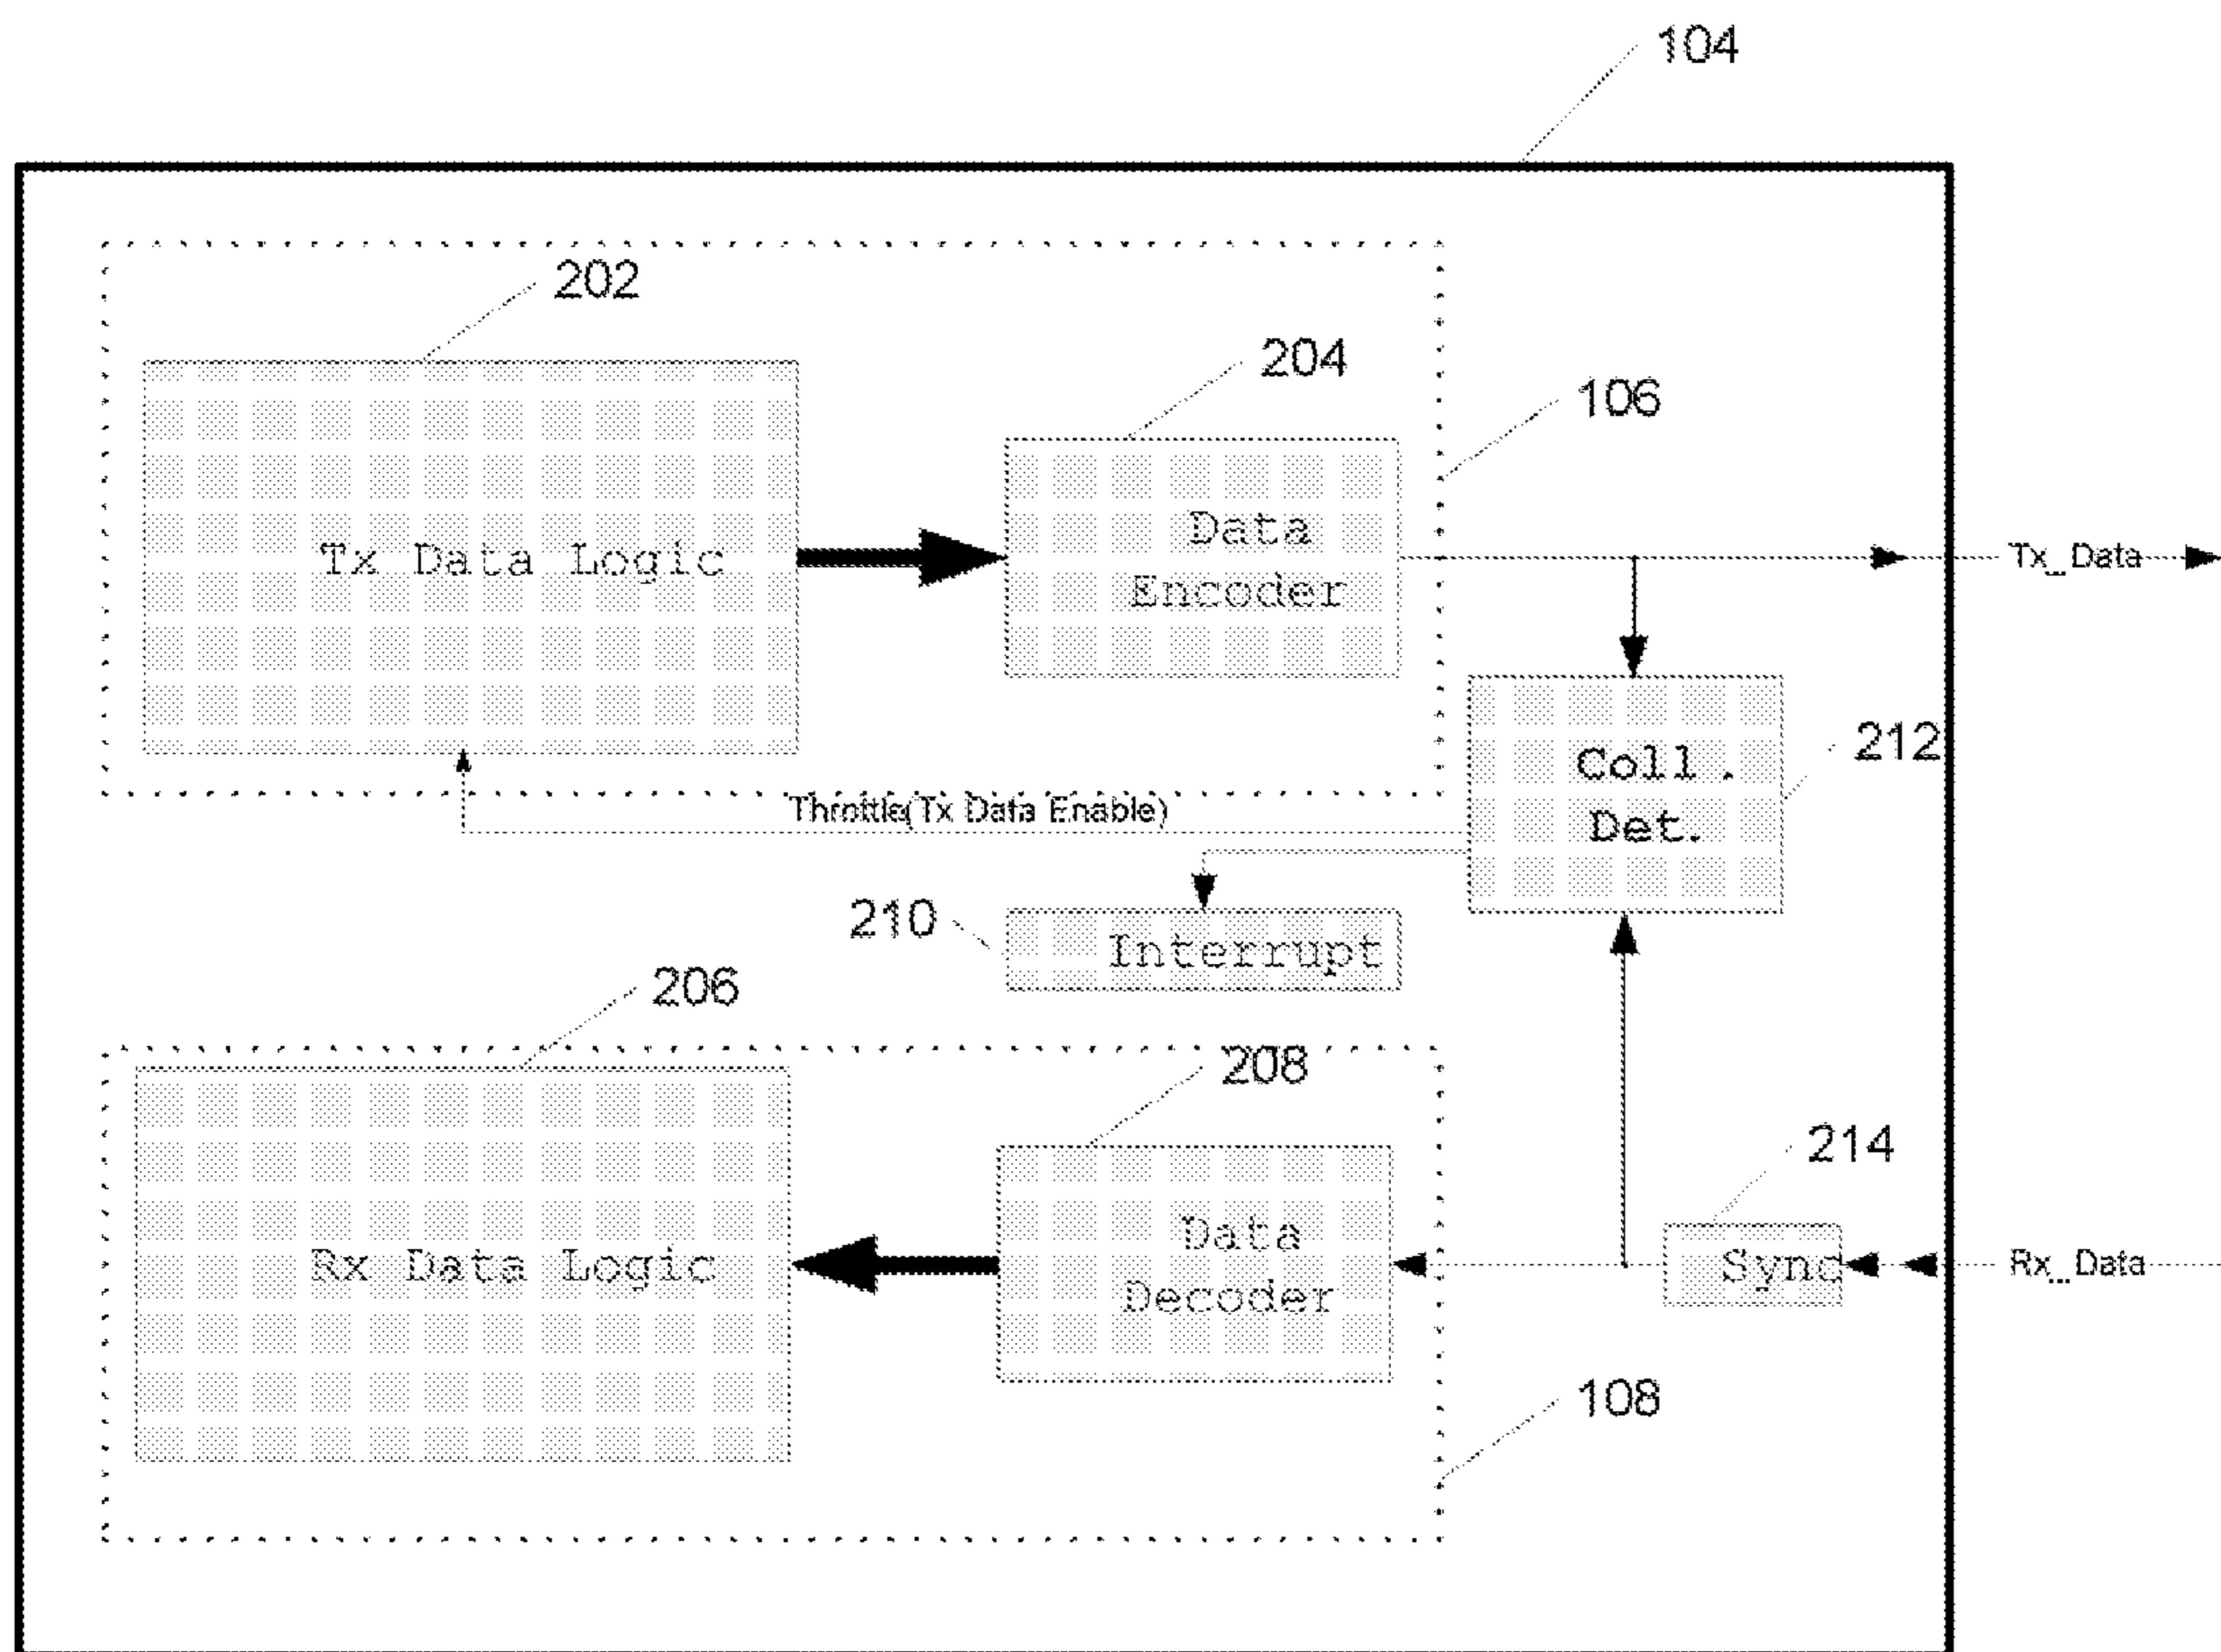 104
202
204
106
Tx Data Logic
Data
Encoder
Tx_Data
212
Coll.
Det.
Throttle(Tx Data Enable)
210
Interrupt
206
208
214
Rx Data Logic
Data
Decoder
Sync
Rx_Data
108